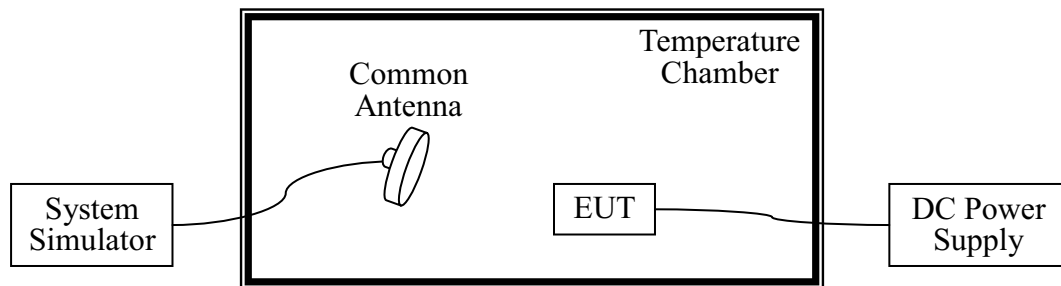 Temperature
Chamber
Common
Antenna
System
Simulator
EUT
DC Power
Supply